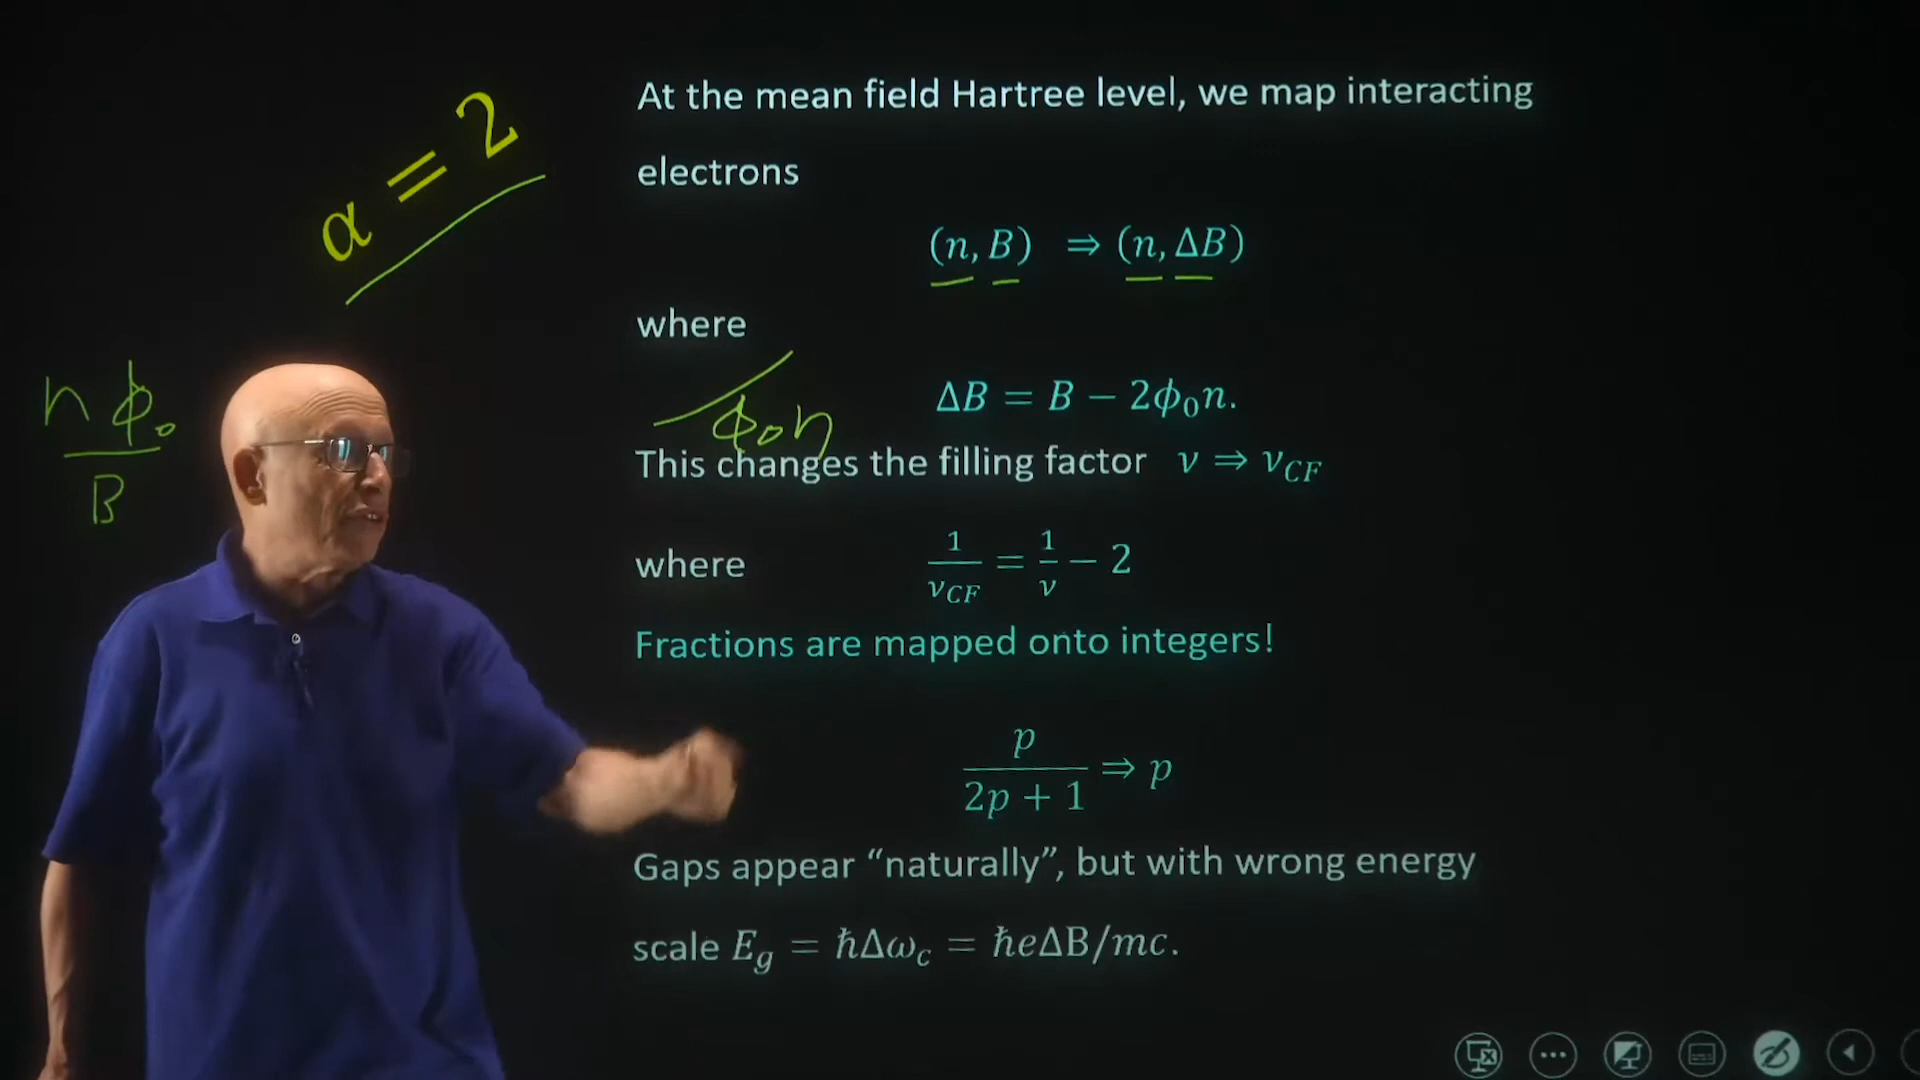 α = 2
At the mean field Hartree level, we map interacting
electrons
(n, B) ⇒ (n, ΔB)
where
ΔB = B − 2ϕ₀n.
nϕ₀/B
ϕ₀n
This changes the filling factor ν ⇒ ν_CF
where 1/ν_CF = 1/ν − 2
Fractions are mapped onto integers!
p/(2p + 1) ⇒ p
Gaps appear “naturally”, but with wrong energy
scale E_g = ℏΔω_c = ℏeΔB/mc.